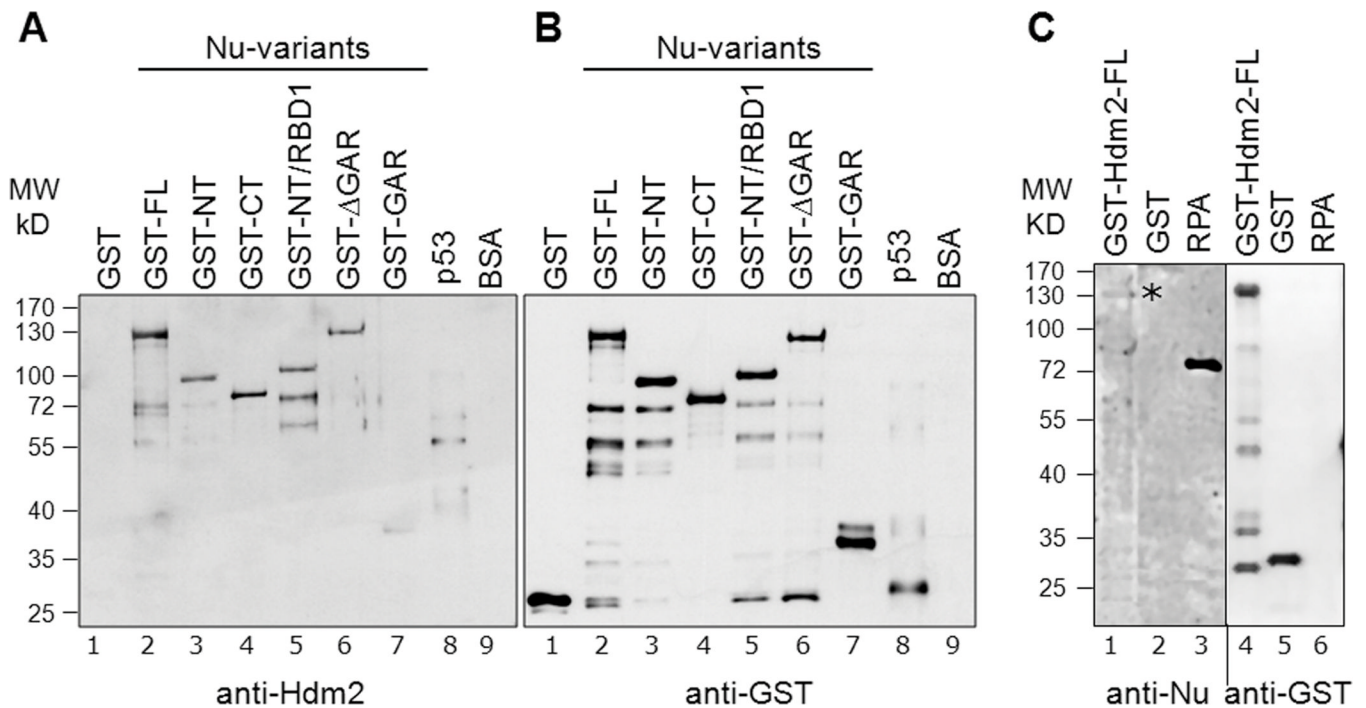 A
Nu-variants
MW
kD
GST
GST-FL
GST-NT
GST-CT
GST-NT/RBD1
GST-ΔGAR
GST-GAR
p53
BSA
170
130
100
72
55
40
35
25
1 2 3 4 5 6 7 8 9
anti-Hdm2
B
Nu-variants
GST
GST-FL
GST-NT
GST-CT
GST-NT/RBD1
GST-ΔGAR
GST-GAR
p53
BSA
1 2 3 4 5 6 7 8 9
anti-GST
C
MW
KD
GST-Hdm2-FL
GST
RPA
GST-Hdm2-FL
GST
RPA
170
130
100
72
55
40
35
25
*
1 2 3 4 5 6
anti-Nu anti-GST